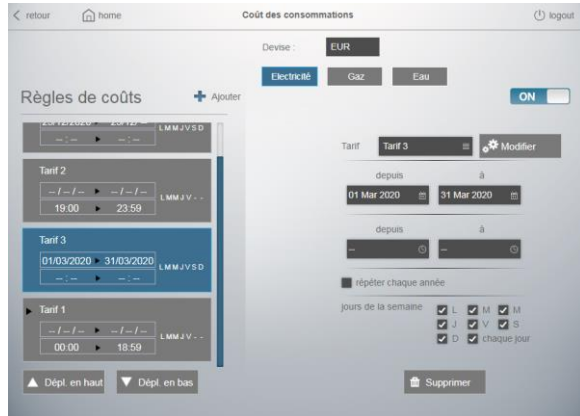 retour
home
Coût des consommations
logout
Devise :
EUR
Electricité
Gaz
Eau
Règles de coûts
Ajouter
ON
LMMJVSD
-- : --
-- : --
Tarif 2
-- / -- / --
-- / -- / --
LMMJV--
19:00
23:59
Tarif 3
01/03/2020
31/03/2020
LMMJVSD
-- : --
-- : --
Tarif 1
-- / -- / --
-- / -- / --
LMMJV--
00:00
18:59
Dépl. en haut
Dépl. en bas
Tarif
Tarif 3
Modifier
depuis
à
01 Mar 2020
31 Mar 2020
depuis
à
--
--
répéter chaque année
jours de la semaine
L
M
M
J
V
S
D
chaque jour
Supprimer